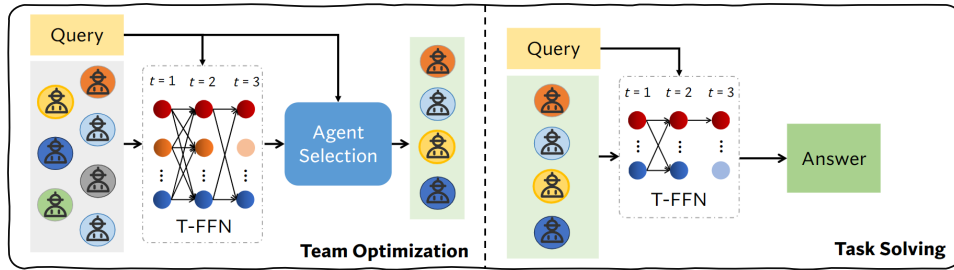 Query
t = 1 t = 2 t = 3
Agent
Selection
T-FFN
Team Optimization
Query
t = 1 t = 2 t = 3
Answer
T-FFN
Task Solving